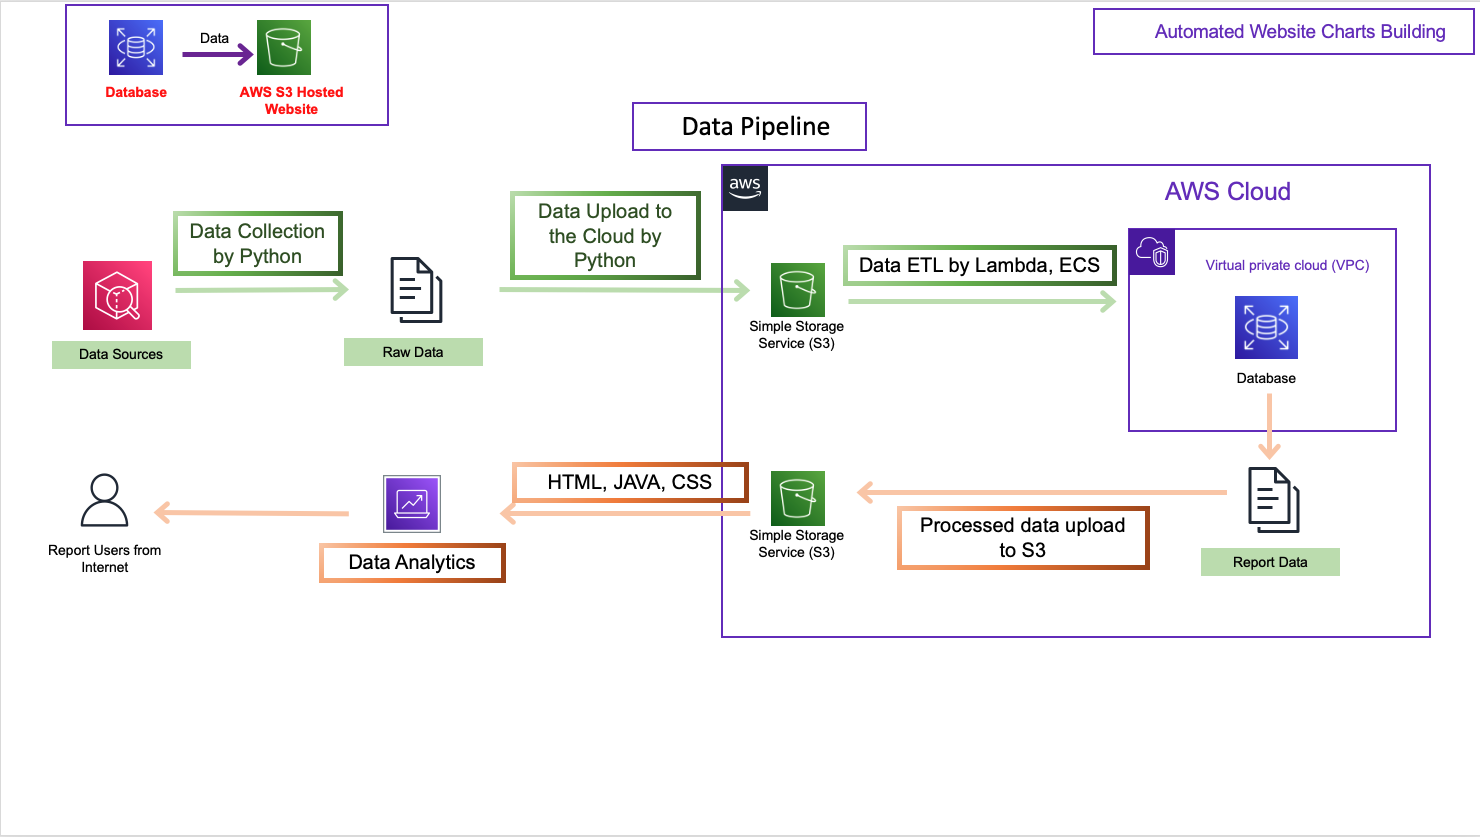 Data
Database
AWS S3 Hosted
Website
Automated Website Charts Building
Data Pipeline
aws
AWS Cloud
Data Collection
by Python
Data Upload to
the Cloud by
Python
Data ETL by Lambda, ECS
Virtual private cloud (VPC)
Data Sources
Raw Data
Simple Storage
Service (S3)
Database
HTML, JAVA, CSS
Processed data upload
to S3
Report Users from
Internet
Data Analytics
Simple Storage
Service (S3)
Report Data